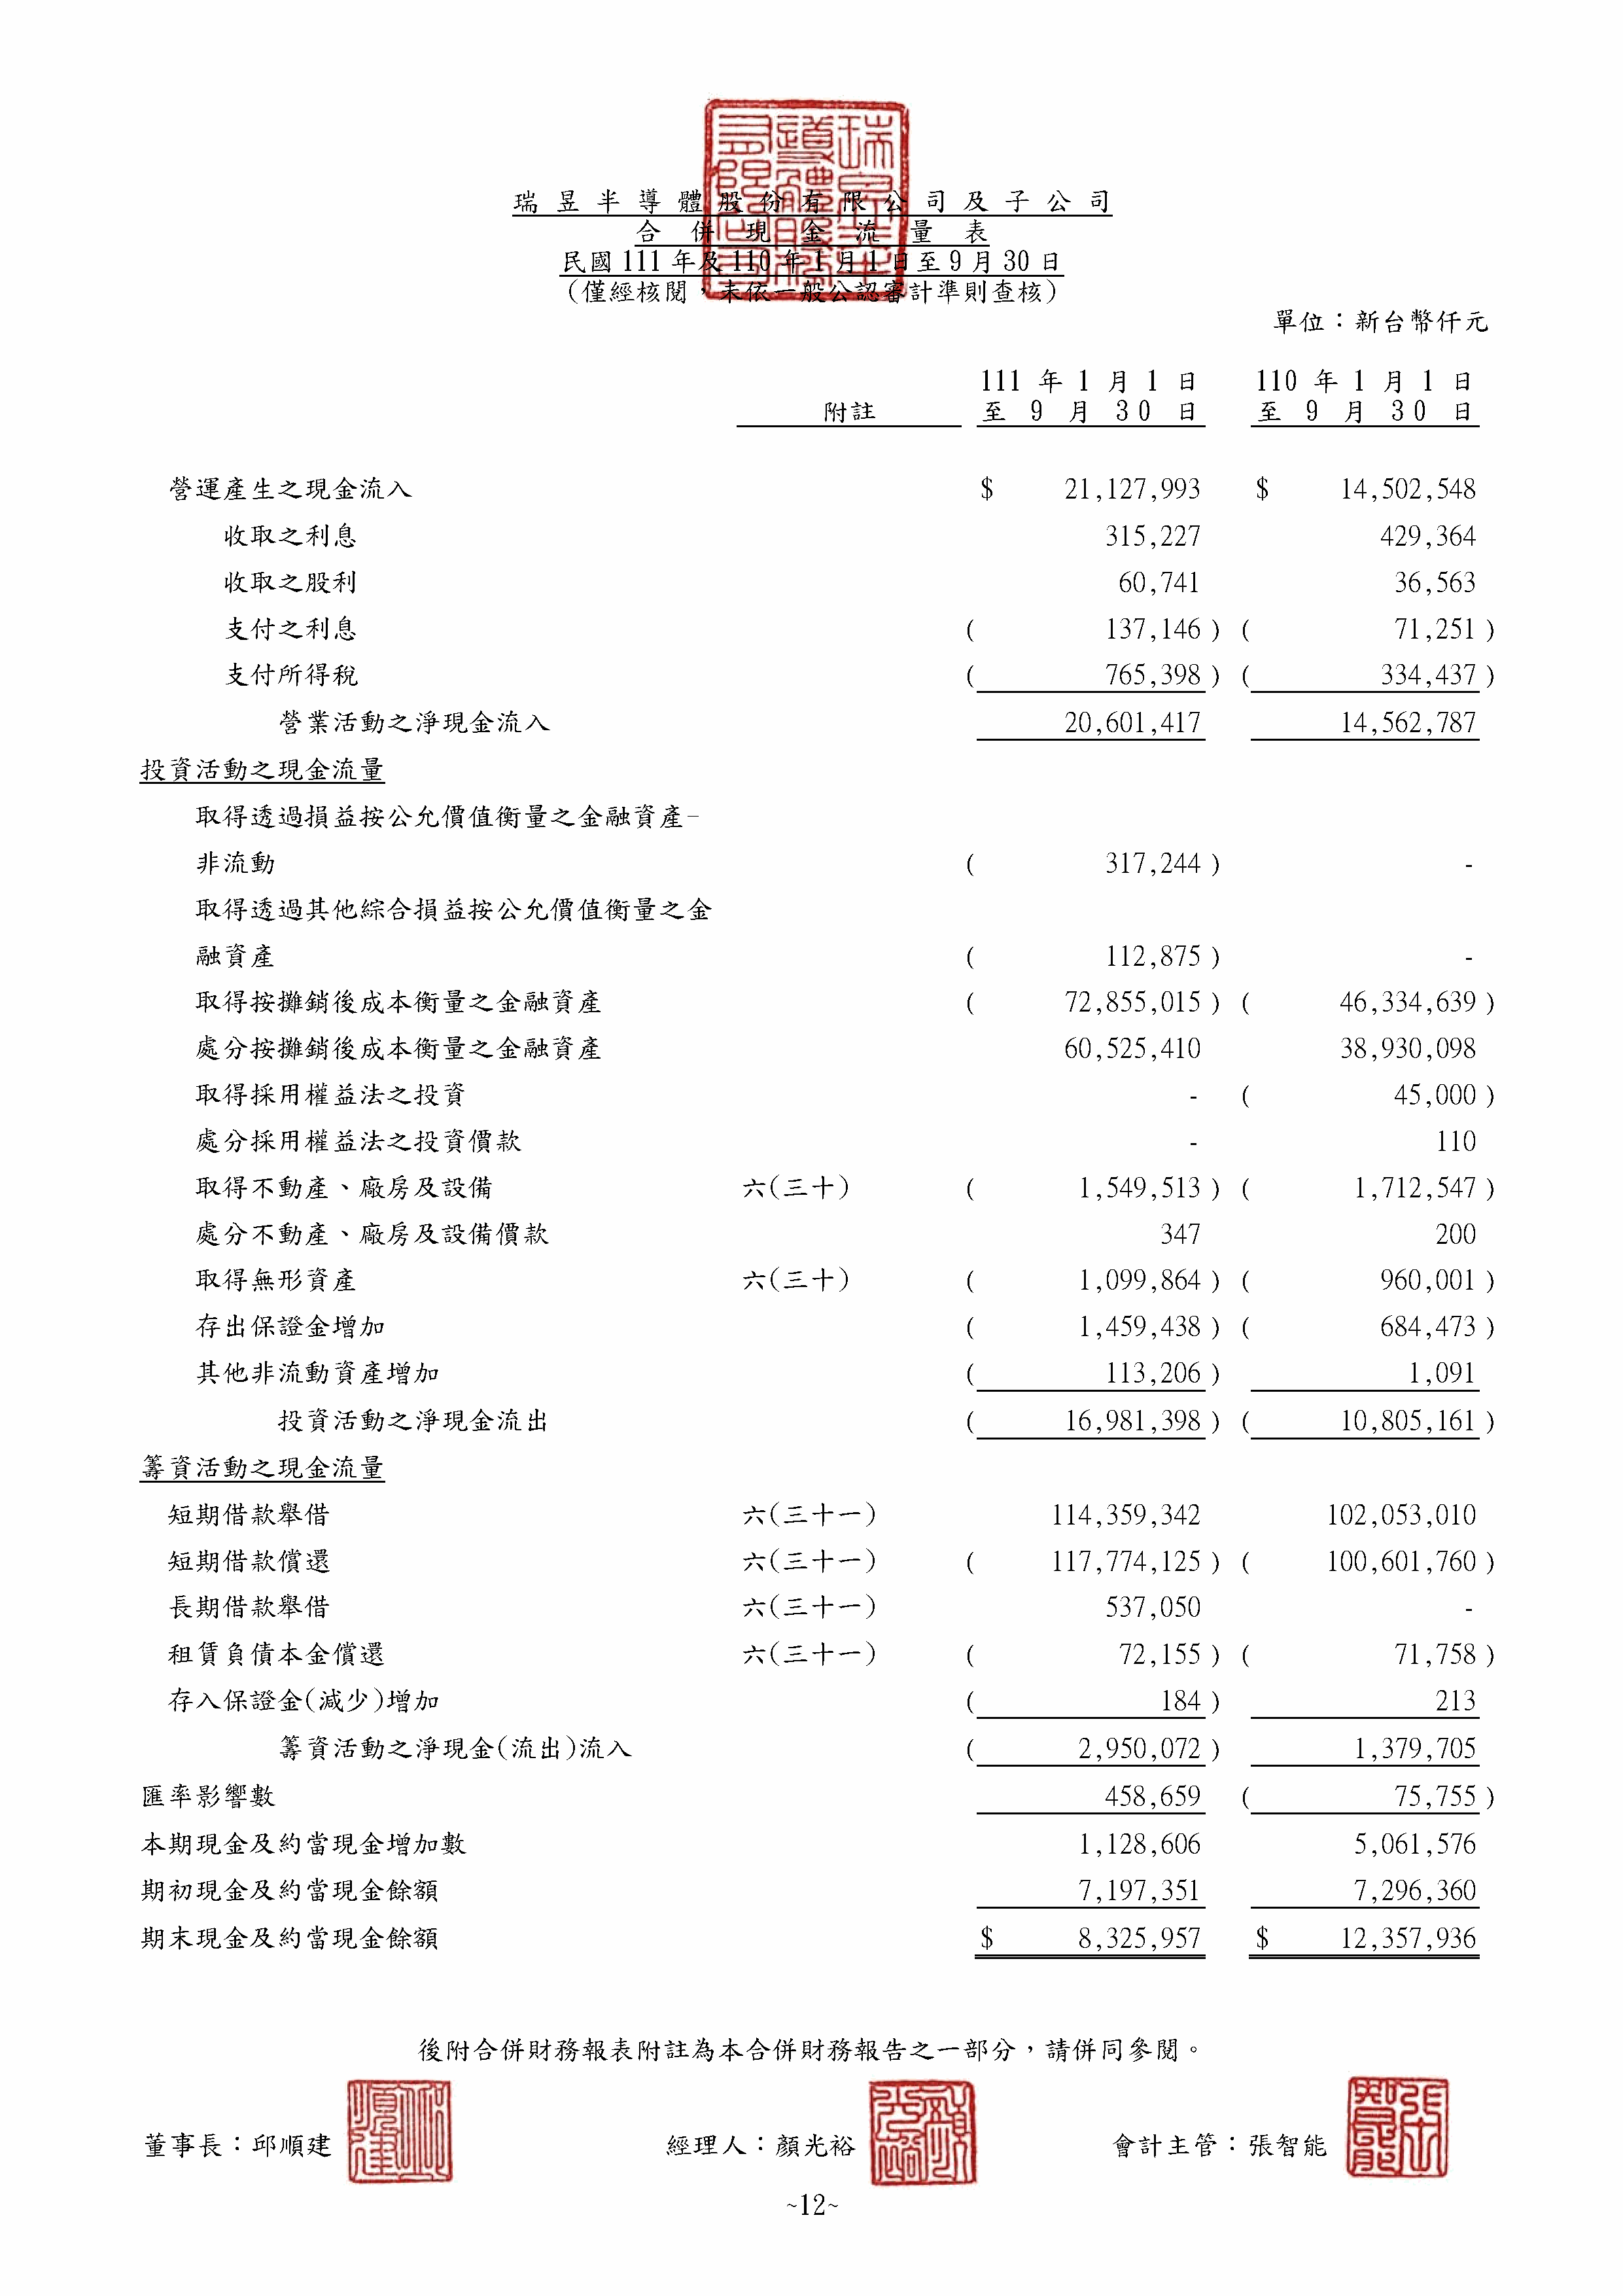 瑞昱半導體股份有限公司及子公司
合併現金流量表
民國 111 年及 110 年 1 月 1 日至 9 月 30 日
(僅經核閱,未依一般公認審計準則查核)
單位:新台幣仟元
111 年 1 月 1 日 110 年 1 月 1 日
附註 至 9 月 30 日 至 9 月 30 日
營運產生之現金流入 $ 21,127,993 $ 14,502,548
收取之利息 315,227 429,364
收取之股利 60,741 36,563
支付之利息 ( 137,146 ) ( 71,251 )
支付所得稅 ( 765,398 ) ( 334,437 )
營業活動之淨現金流入 20,601,417 14,562,787
投資活動之現金流量
取得透過損益按公允價值衡量之金融資產-
非流動 ( 317,244 ) -
取得透過其他綜合損益按公允價值衡量之金
融資產 ( 112,875 ) -
取得按攤銷後成本衡量之金融資產 ( 72,855,015 ) ( 46,334,639 )
處分按攤銷後成本衡量之金融資產 60,525,410 38,930,098
取得採用權益法之投資 - ( 45,000 )
處分採用權益法之投資價款 - 110
取得不動產、廠房及設備 六(三十) ( 1,549,513 ) ( 1,712,547 )
處分不動產、廠房及設備價款 347 200
取得無形資產 六(三十) ( 1,099,864 ) ( 960,001 )
存出保證金增加 ( 1,459,438 ) ( 684,473 )
其他非流動資產增加 ( 113,206 ) 1,091
投資活動之淨現金流出 ( 16,981,398 ) ( 10,805,161 )
籌資活動之現金流量
短期借款舉借 六(三十一) 114,359,342 102,053,010
短期借款償還 六(三十一) ( 117,774,125 ) ( 100,601,760 )
長期借款舉借 六(三十一) 537,050 -
租賃負債本金償還 六(三十一) ( 72,155 ) ( 71,758 )
存入保證金(減少)增加 ( 184 ) 213
籌資活動之淨現金(流出)流入 ( 2,950,072 ) 1,379,705
匯率影響數 458,659 ( 75,755 )
本期現金及約當現金增加數 1,128,606 5,061,576
期初現金及約當現金餘額 7,197,351 7,296,360
期末現金及約當現金餘額 $ 8,325,957 $ 12,357,936
後附合併財務報表附註為本合併財務報告之一部分,請併同參閱。
董事長:邱順建 經理人:顏光裕 會計主管:張智能
~12~